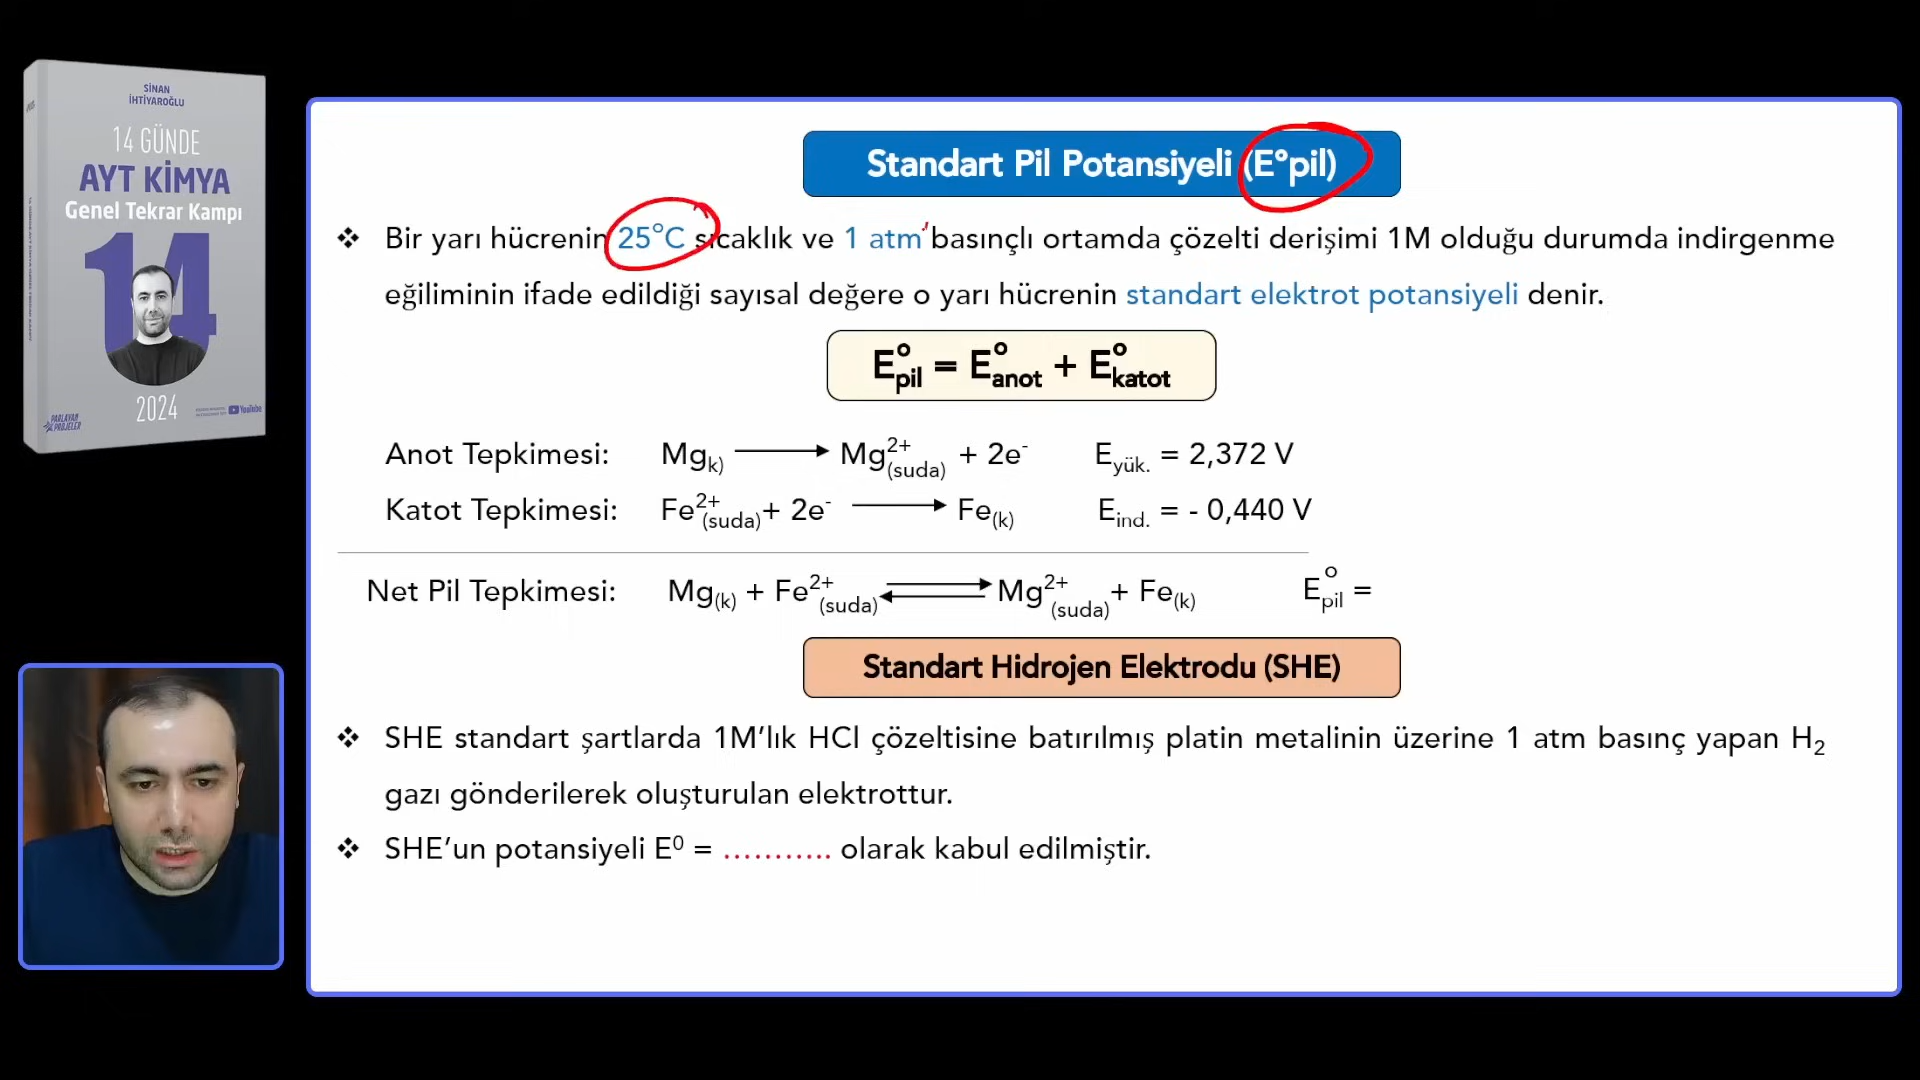 SİNAN
İHTİYAROĞLU
14 GÜNDE
AYT KİMYA
Genel Tekrar Kampı
14
2024
PARLAYAN
PROJELER
YouTube
Standart Pil Potansiyeli (E°pil)
❖ Bir yarı hücrenin 25°C sıcaklık ve 1 atm basınçlı ortamda çözelti derişimi 1M olduğu durumda indirgenme
eğiliminin ifade edildiği sayısal değere o yarı hücrenin standart elektrot potansiyeli denir.
E°pil = E°anot + E°katot
Anot Tepkimesi: Mgk) ⟶ Mg2+(suda) + 2e- Eyük. = 2,372 V
Katot Tepkimesi: Fe2+(suda)+ 2e- ⟶ Fe(k) Eind. = - 0,440 V
Net Pil Tepkimesi: Mg(k) + Fe2+(suda) ⇌ Mg2+(suda)+ Fe(k) E°pil =
Standart Hidrojen Elektrodu (SHE)
❖ SHE standart şartlarda 1M’lık HCl çözeltisine batırılmış platin metalinin üzerine 1 atm basınç yapan H2
gazı gönderilerek oluşturulan elektrottur.
❖ SHE’un potansiyeli E0 = ……….. olarak kabul edilmiştir.